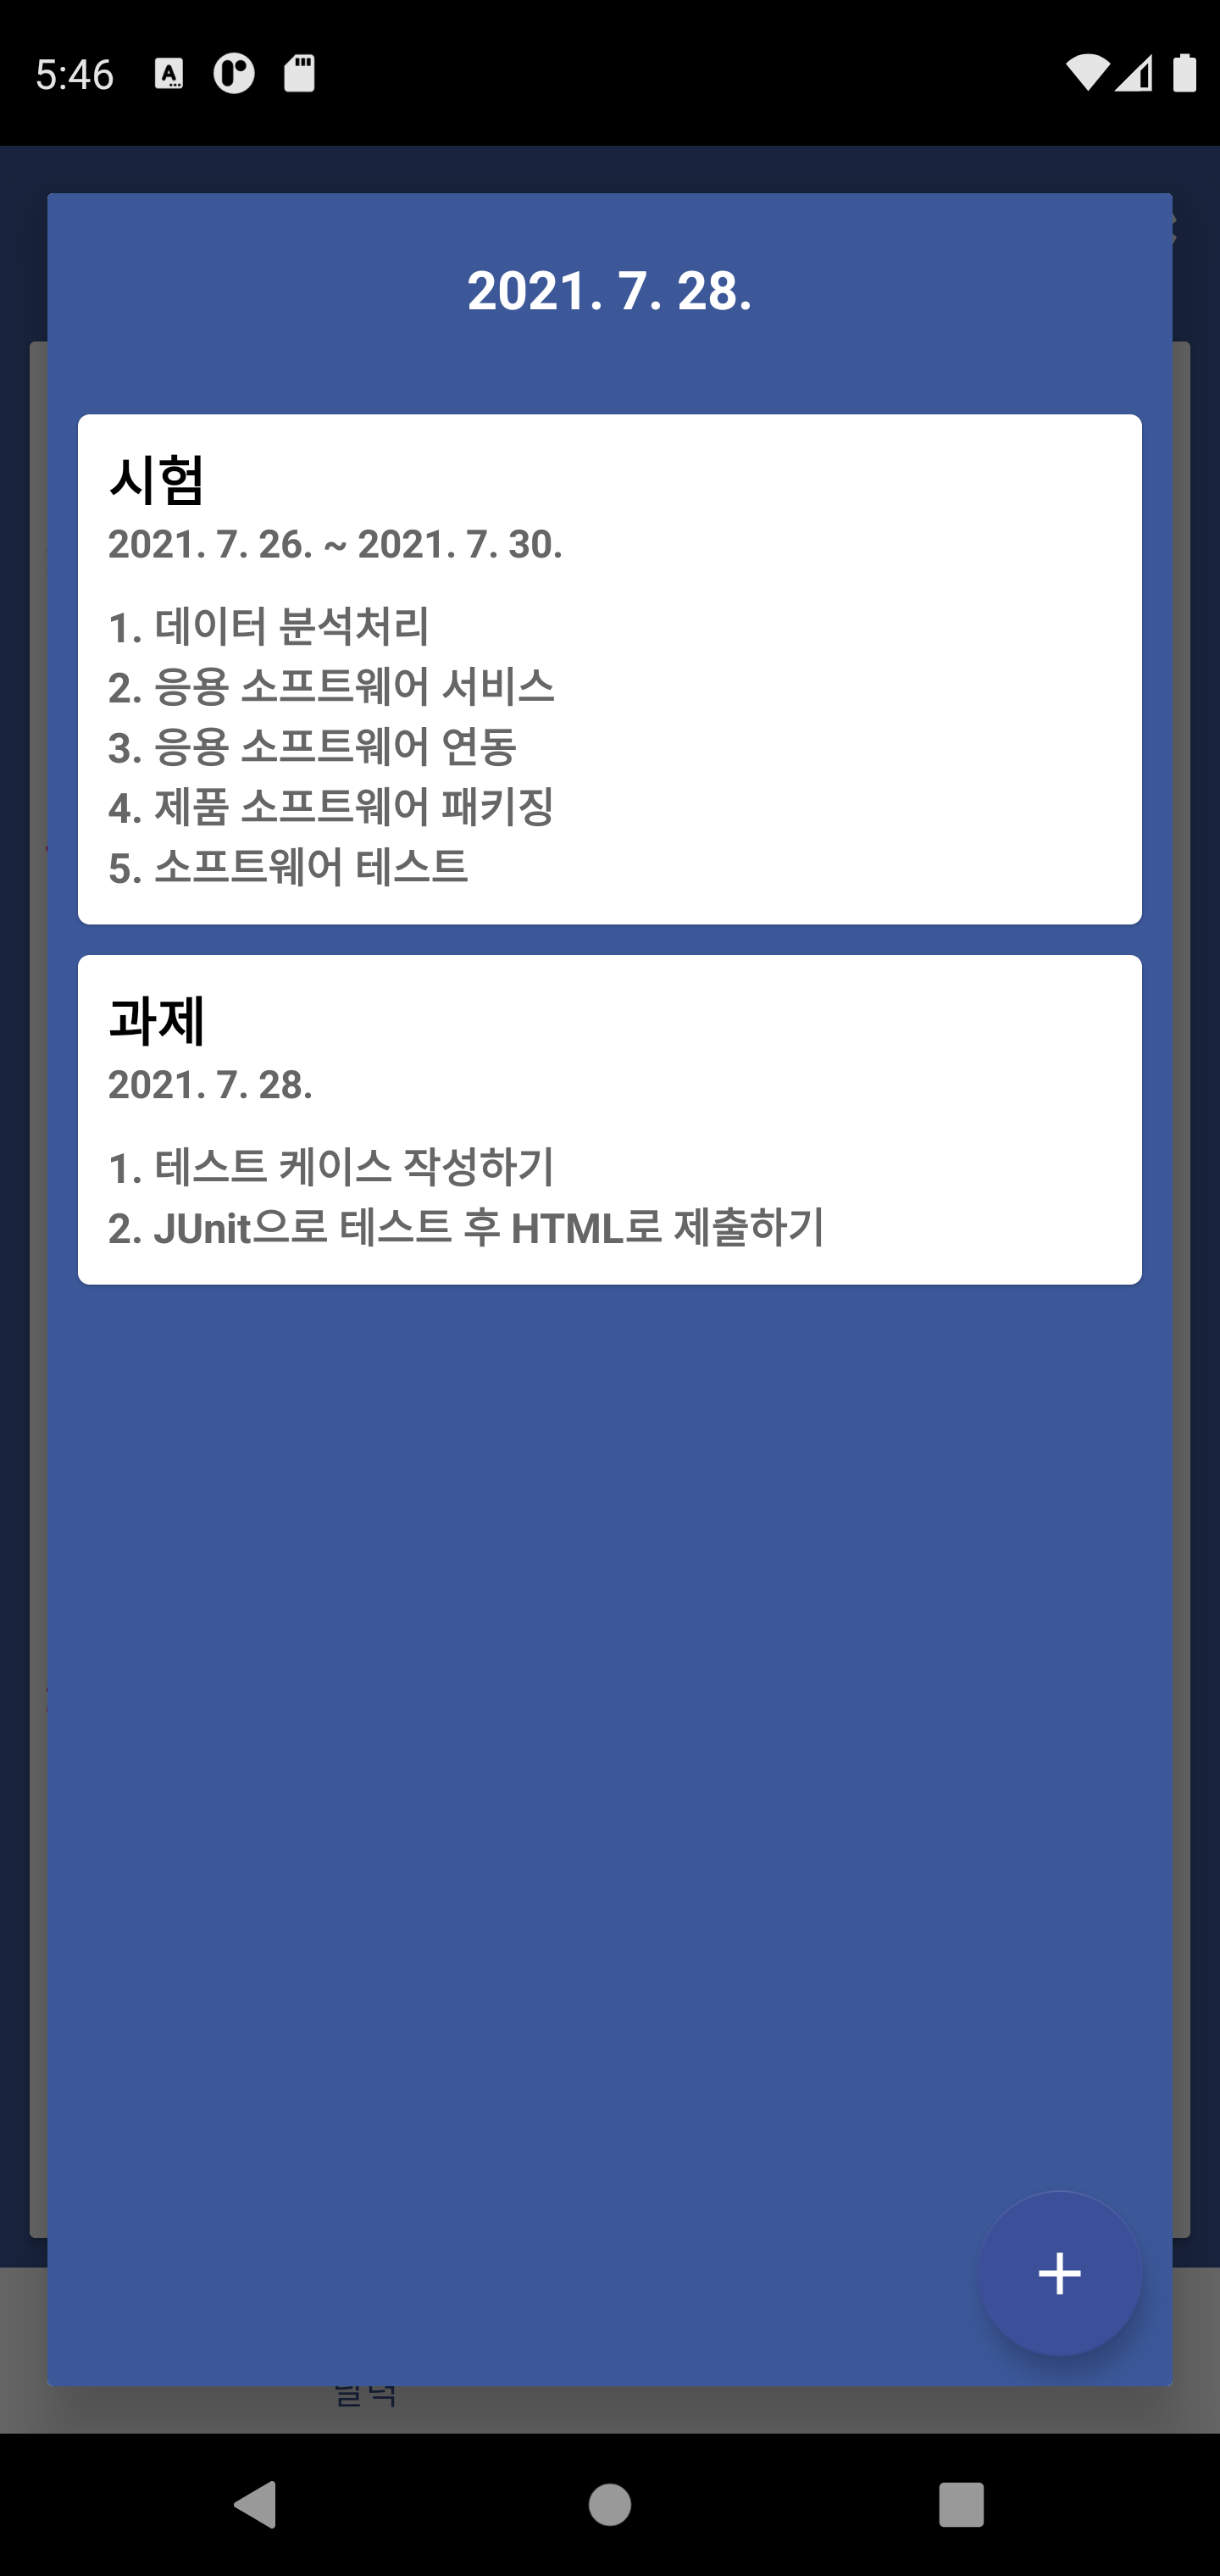 5:46
2021. 7. 28.
시험
2021. 7. 26. ~ 2021. 7. 30.
1. 데이터 분석처리
2. 응용 소프트웨어 서비스
3. 응용 소프트웨어 연동
4. 제품 소프트웨어 패키징
5. 소프트웨어 테스트
과제
2021. 7. 28.
1. 테스트 케이스 작성하기
2. JUnit으로 테스트 후 HTML로 제출하기